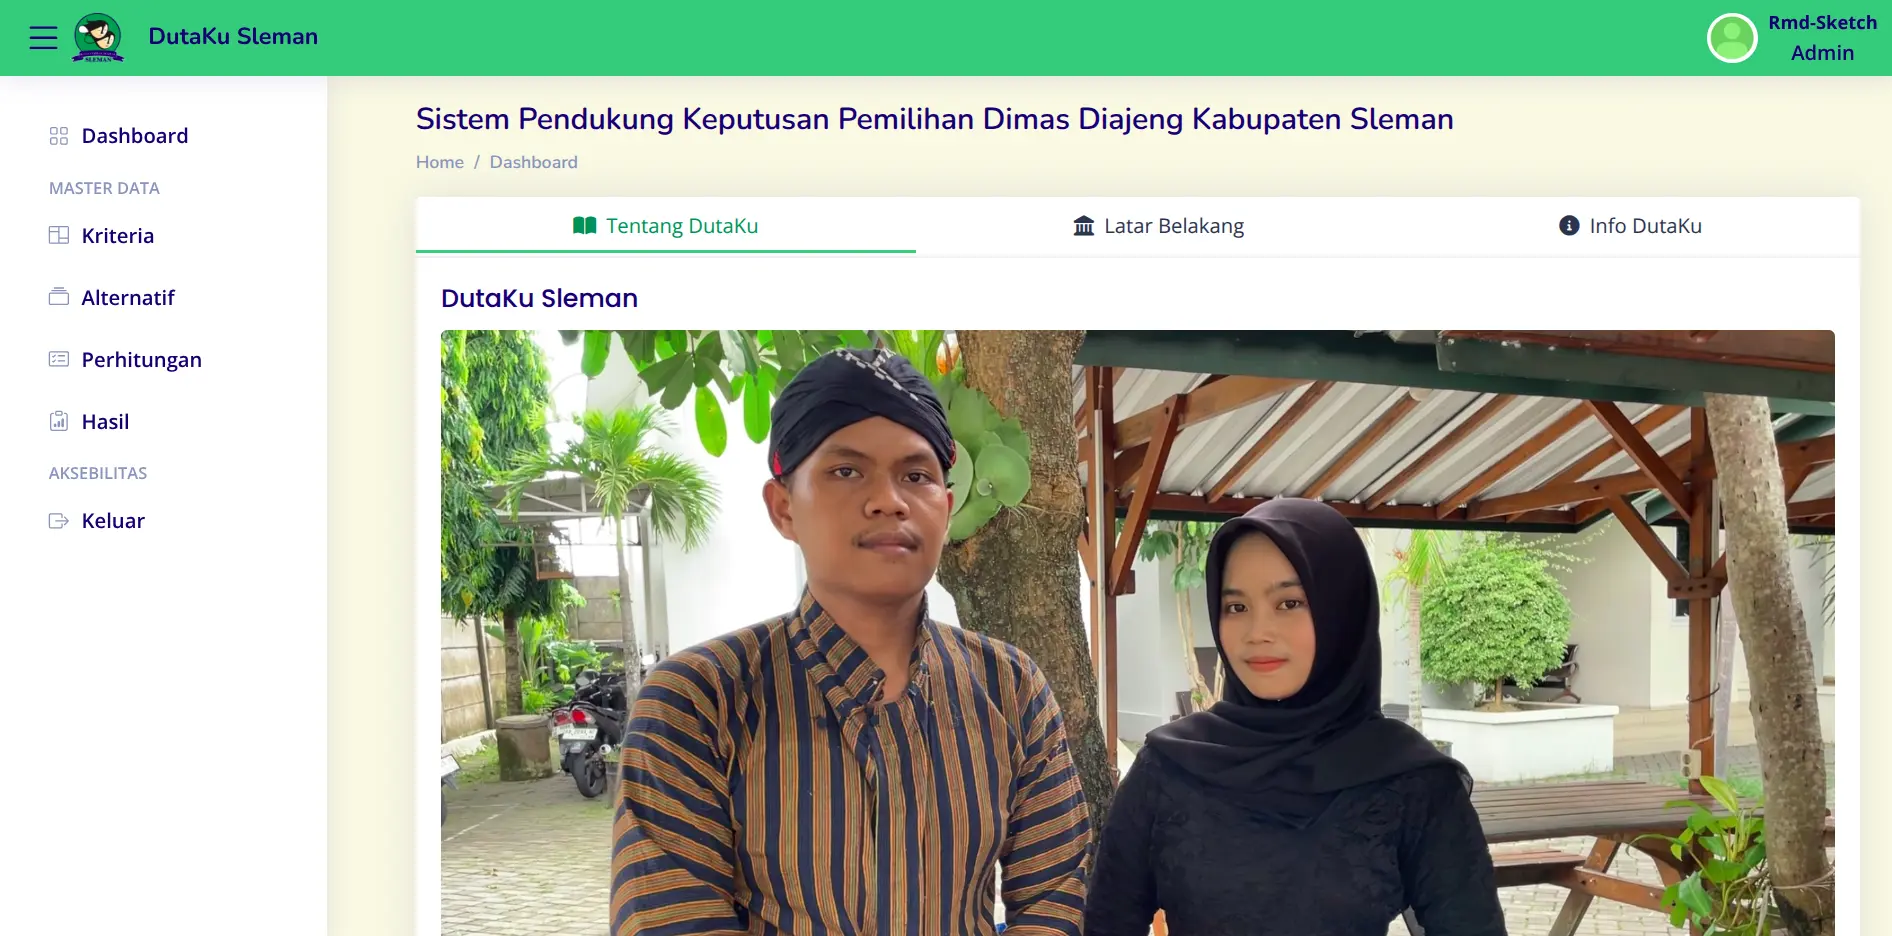 SLEMAN
DutaKu Sleman
Rmd-Sketch
Admin
Dashboard
MASTER DATA
Kriteria
Alternatif
Perhitungan
Hasil
AKSEBILITAS
Keluar
Sistem Pendukung Keputusan Pemilihan Dimas Diajeng Kabupaten Sleman
Home / Dashboard
Tentang DutaKu
Latar Belakang
Info DutaKu
DutaKu Sleman